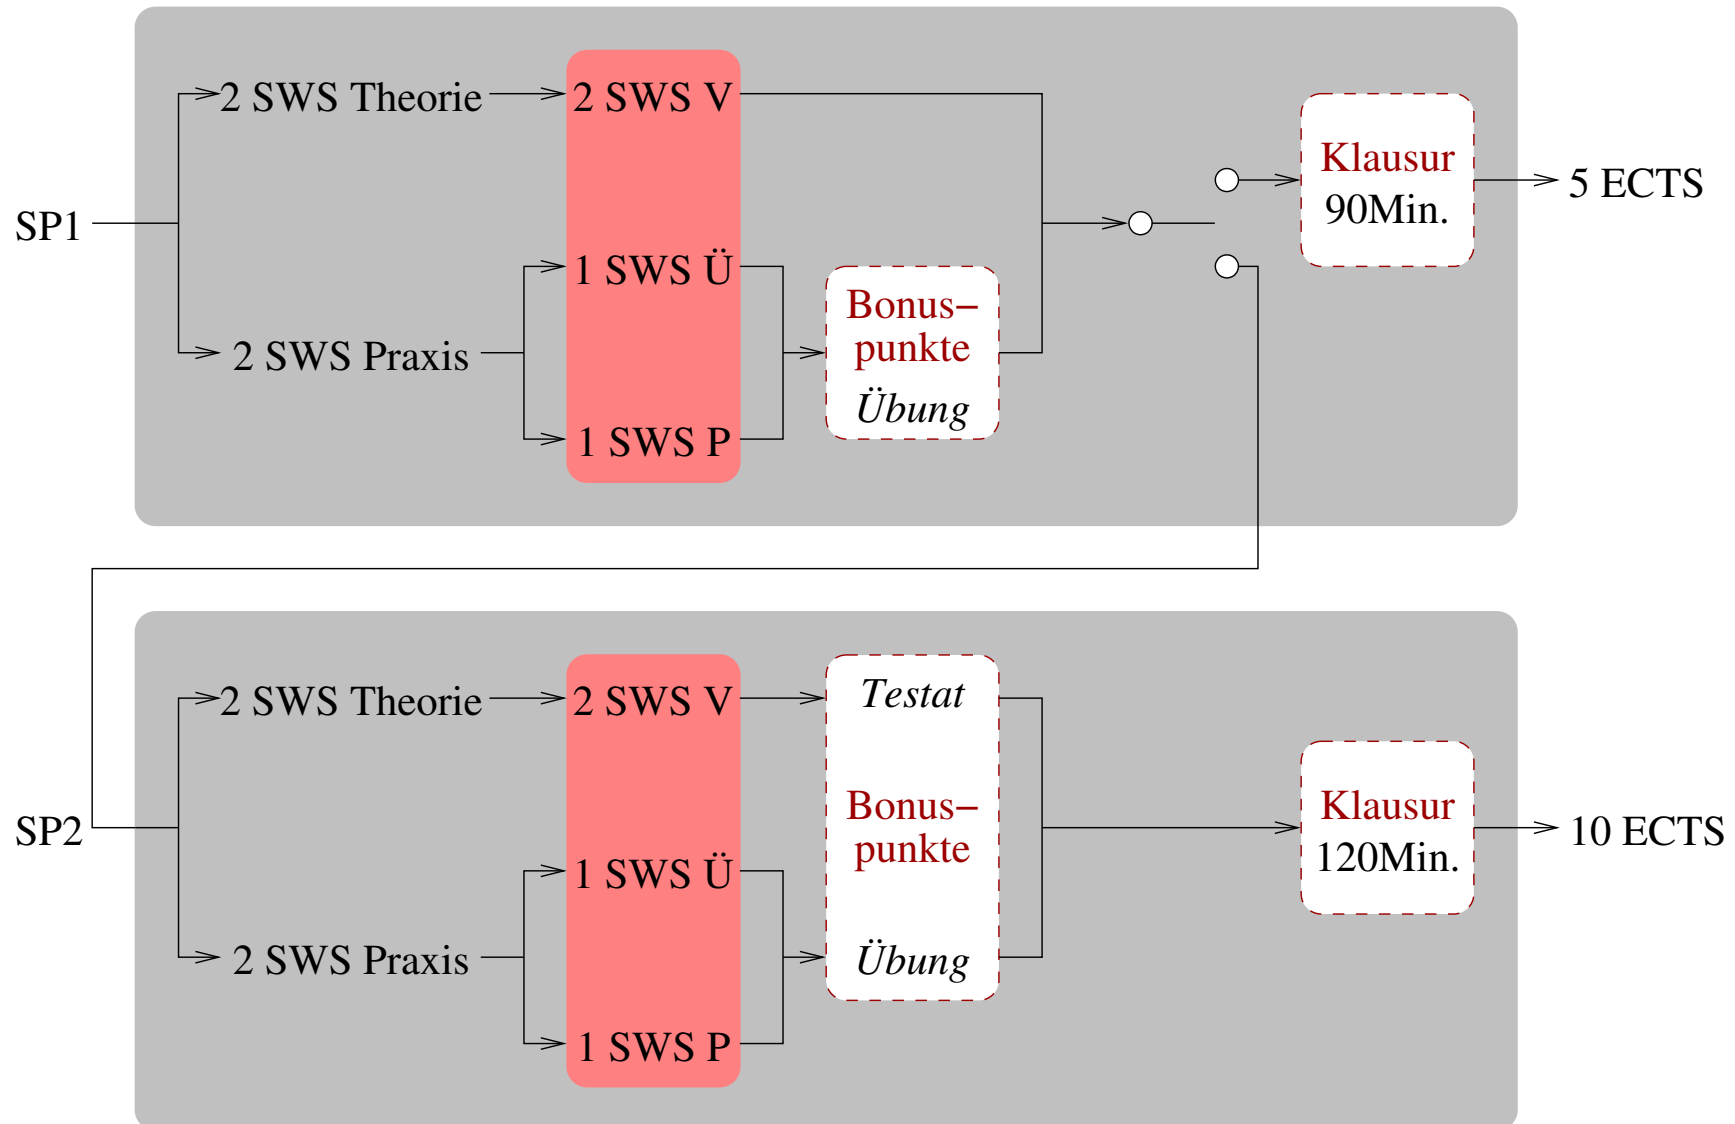 2 SWS Theorie
2 SWS V
Klausur
90Min.
5 ECTS
SP1
1 SWS Ü
Bonus–
punkte
Übung
2 SWS Praxis
1 SWS P
2 SWS Theorie
2 SWS V
Testat
Bonus–
punkte
Klausur
120Min.
10 ECTS
SP2
1 SWS Ü
2 SWS Praxis
Übung
1 SWS P